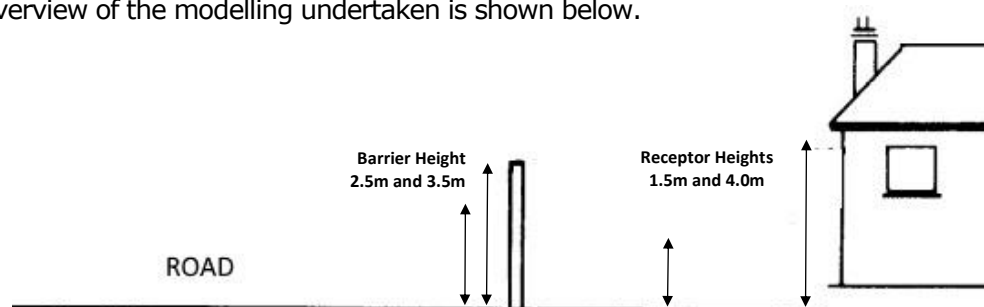 verview of the modelling undertaken is shown below.
Barrier Height
2.5m and 3.5m
Receptor Heights
1.5m and 4.0m
ROAD